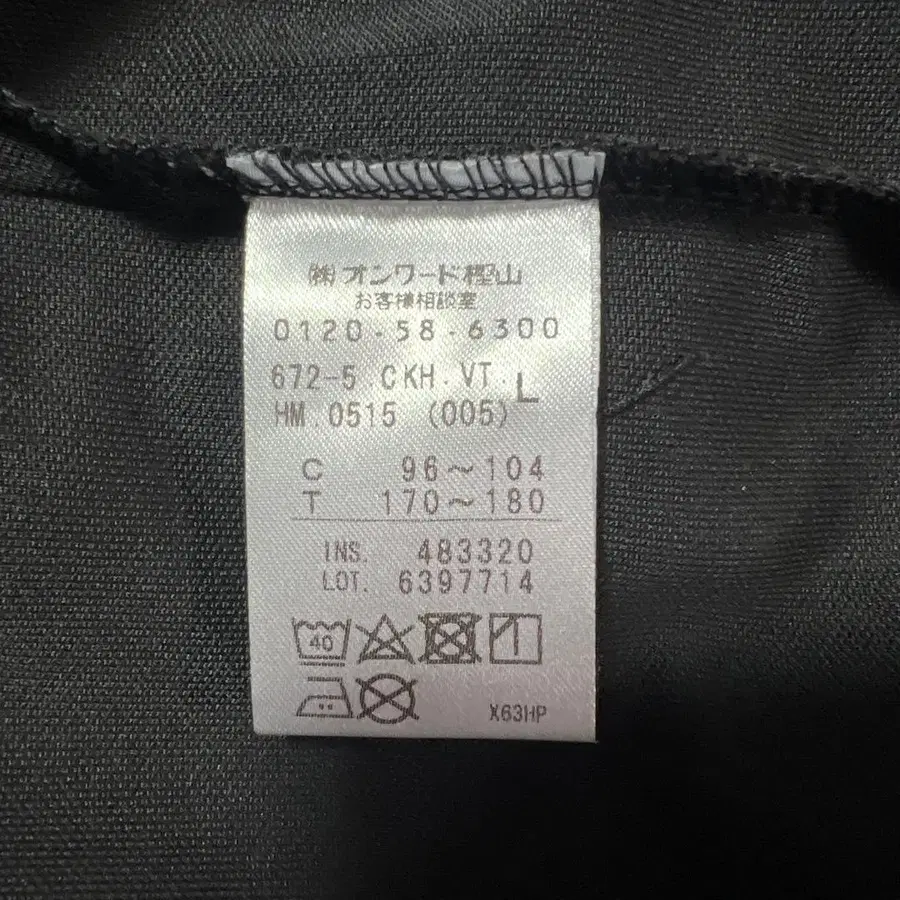 ㈱オンワード樫山
お客様相談室
0120-58-6300
672-5.CKH.VT. L
HM.0515 (005)
C 96～104
T 170～180
INS. 483320
LOT. 6397714
40
X63HP